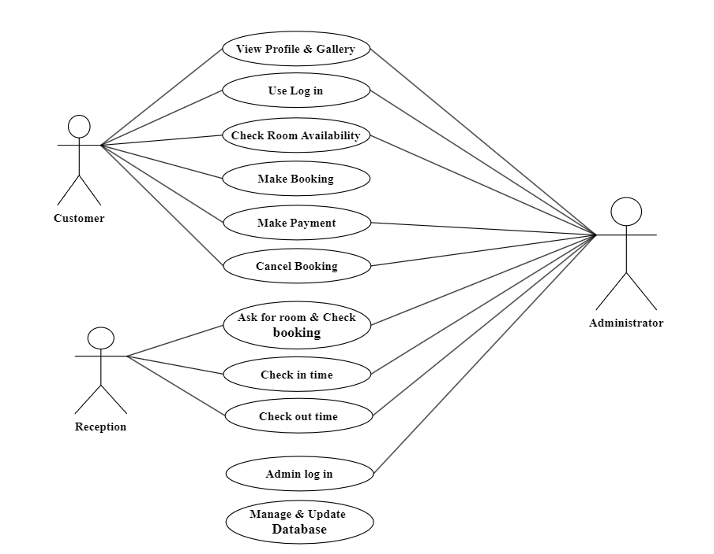 View Profile & Gallery
Use Log in
Check Room Availability
Make Booking
Make Payment
Customer
Cancel Booking
Ask for room & Check
booking
Administrator
Check in time
Check out time
Reception
Admin log in
Manage & Update
Database